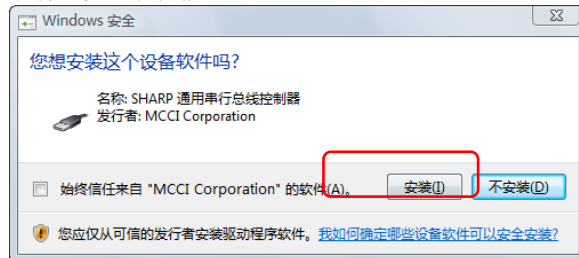 Windows 安全
您想安装这个设备软件吗?
名称: SHARP 通用串行总线控制器
发行者: MCCI Corporation
始终信任来自 "MCCI Corporation" 的软件(A)。 安装(I) 不安装(D)
您应仅从可信的发行者安装驱动程序软件。我如何确定哪些设备软件可以安全安装?